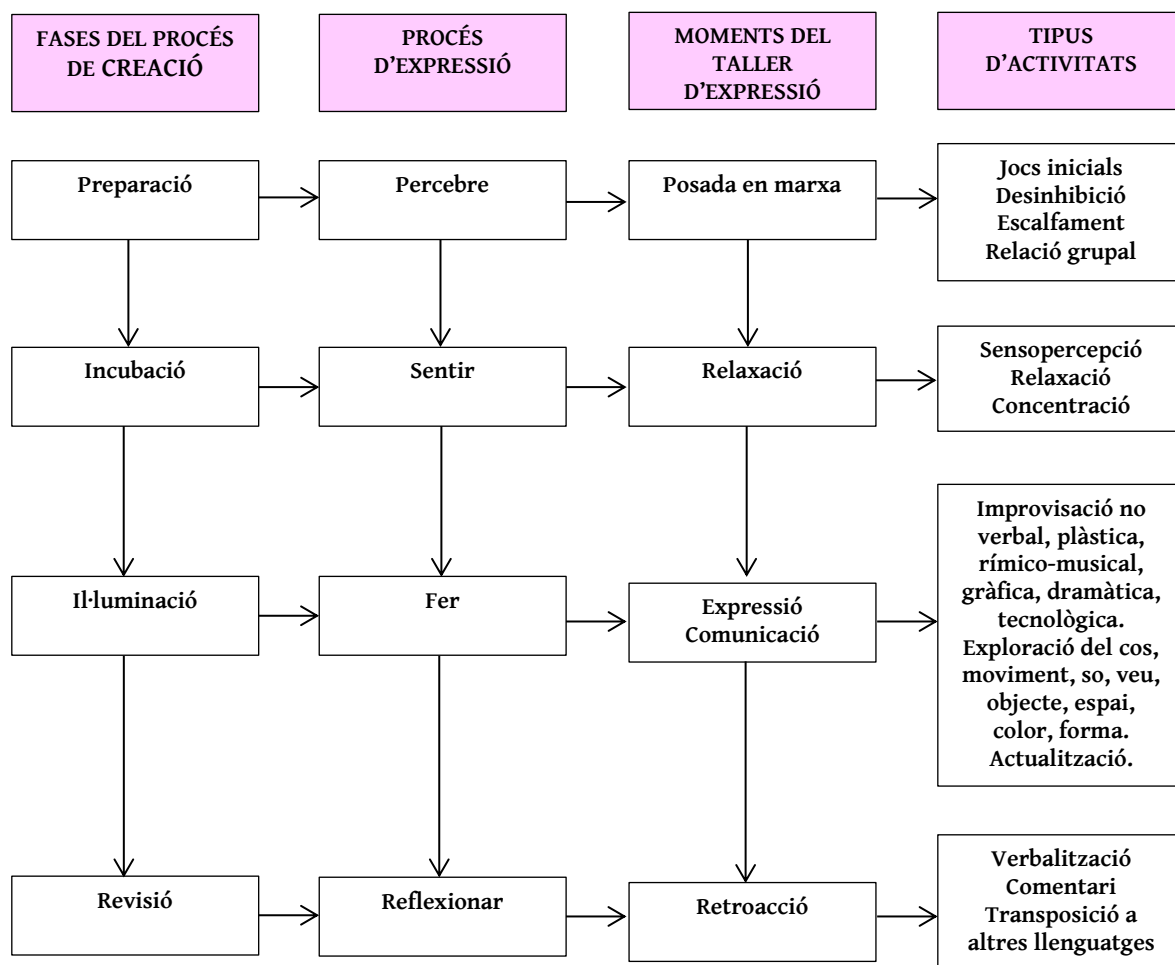 FASES DEL PROCÉS
DE CREACIÓ
PROCÉS
D’EXPRESSIÓ
MOMENTS DEL
TALLER
D’EXPRESSIÓ
TIPUS
D’ACTIVITATS
Preparació
Percebre
Posada en marxa
Jocs inicials
Desinhibició
Escalfament
Relació grupal
Incubació
Sentir
Relaxació
Sensopercepció
Relaxació
Concentració
Il·luminació
Fer
Expressió
Comunicació
Improvisació no
verbal, plàstica,
rímico-musical,
gràfica, dramàtica,
tecnològica.
Exploració del cos,
moviment, so, veu,
objecte, espai,
color, forma.
Actualització.
Revisió
Reflexionar
Retroacció
Verbalització
Comentari
Transposició a
altres llenguatges